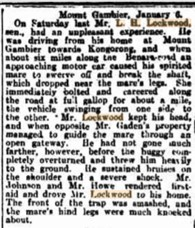 Mount Gambier, January 6.
On Saturday last Mr. L. H. Lockwood,
sen., had an unpleasant experience. He
was driving from his home at Mount
Gambier towards Kongorong, and when
about six miles along the road an
approaching motor car caused his spirited
mare to swerve off and break the shaft,
which dropped near the mare's legs. She
immediately bolted and careered along
the road at full gallop for about a mile,
the vehicle swinging from one side to
the other. Mr. Lockwood kept his head,
and when opposite Mr. Gaden's property
managed to guide the mare through an
open gateway. He had not gone much
farther, however, before the buggy com-
pletely overturned and threw him heavily
to the ground. He sustained bruises on
the shoulder and a severe shock. Mr.
Johnson and Mr. Howe rendered first-
aid and drove Mr. Lockwood to his home.
The front of the trap was smashed, and
the mare's hind legs were much knocked
about.